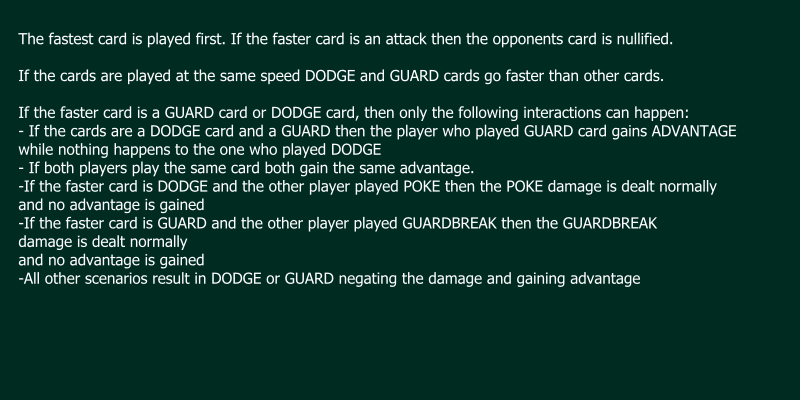 The fastest card is played first. If the faster card is an attack then the opponents card is nullified.
If the cards are played at the same speed DODGE and GUARD cards go faster than other cards.
If the faster card is a GUARD card or DODGE card, then only the following interactions can happen:
- If the cards are a DODGE card and a GUARD then the player who played GUARD card gains ADVANTAGE
while nothing happens to the one who played DODGE
- If both players play the same card both gain the same advantage.
-If the faster card is DODGE and the other player played POKE then the POKE damage is dealt normally
and no advantage is gained
-If the faster card is GUARD and the other player played GUARDBREAK then the GUARDBREAK
damage is dealt normally
and no advantage is gained
-All other scenarios result in DODGE or GUARD negating the damage and gaining advantage